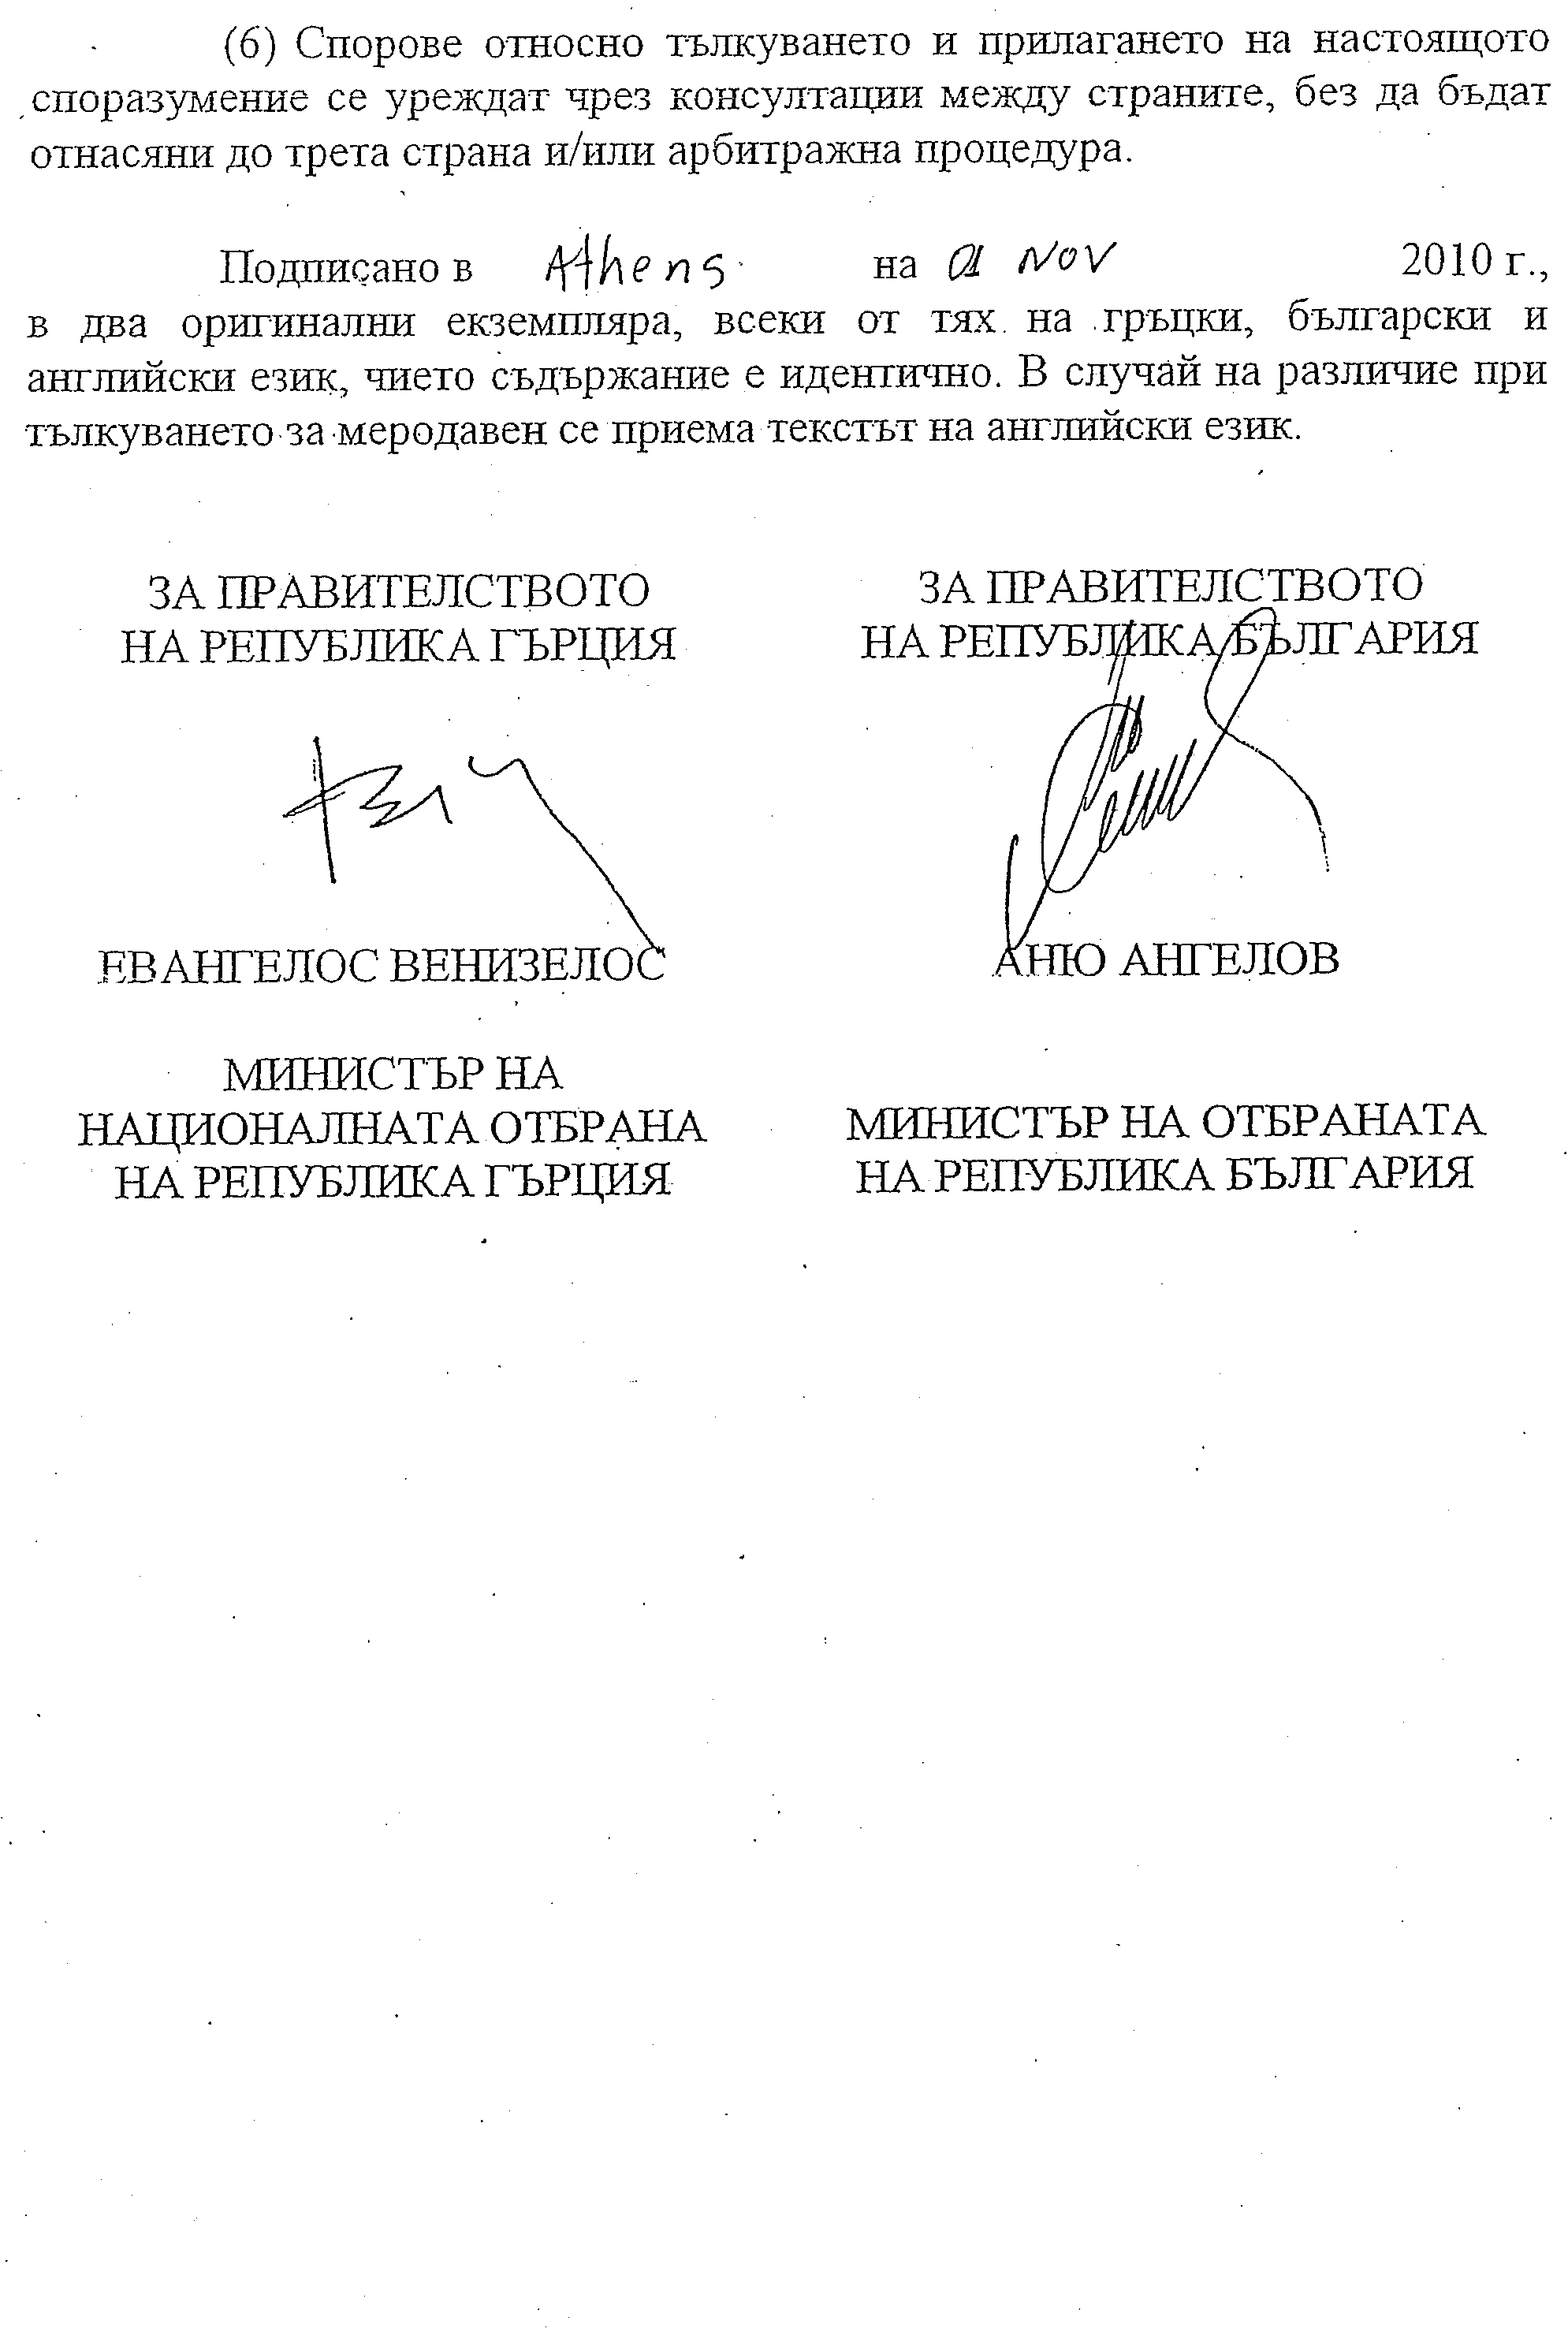 (6) Спорове относно тълкуването и прилагането на настоящото
споразумение се уреждат чрез консултации между страните, без да бъдат
отнасяни до трета страна и/или арбитражна процедура.
Подписано в Athens на 01 NOV 2010 г.,
в два оригинални екземпляра, всеки от тях на гръцки, български и
английски език, чието съдържание е идентично. В случай на различие при
тълкуването за меродавен се приема текстът на английски език.
ЗА ПРАВИТЕЛСТВОТО
НА РЕПУБЛИКА ГЪРЦИЯ
ЕВАНГЕЛОС ВЕНИЗЕЛОС
МИНИСТЪР НА
НАЦИОНАЛНАТА ОТБРАНА
НА РЕПУБЛИКА ГЪРЦИЯ
ЗА ПРАВИТЕЛСТВОТО
НА РЕПУБЛИКА БЪЛГАРИЯ
АНЮ АНГЕЛОВ
МИНИСТЪР НА ОТБРАНАТА
НА РЕПУБЛИКА БЪЛГАРИЯ